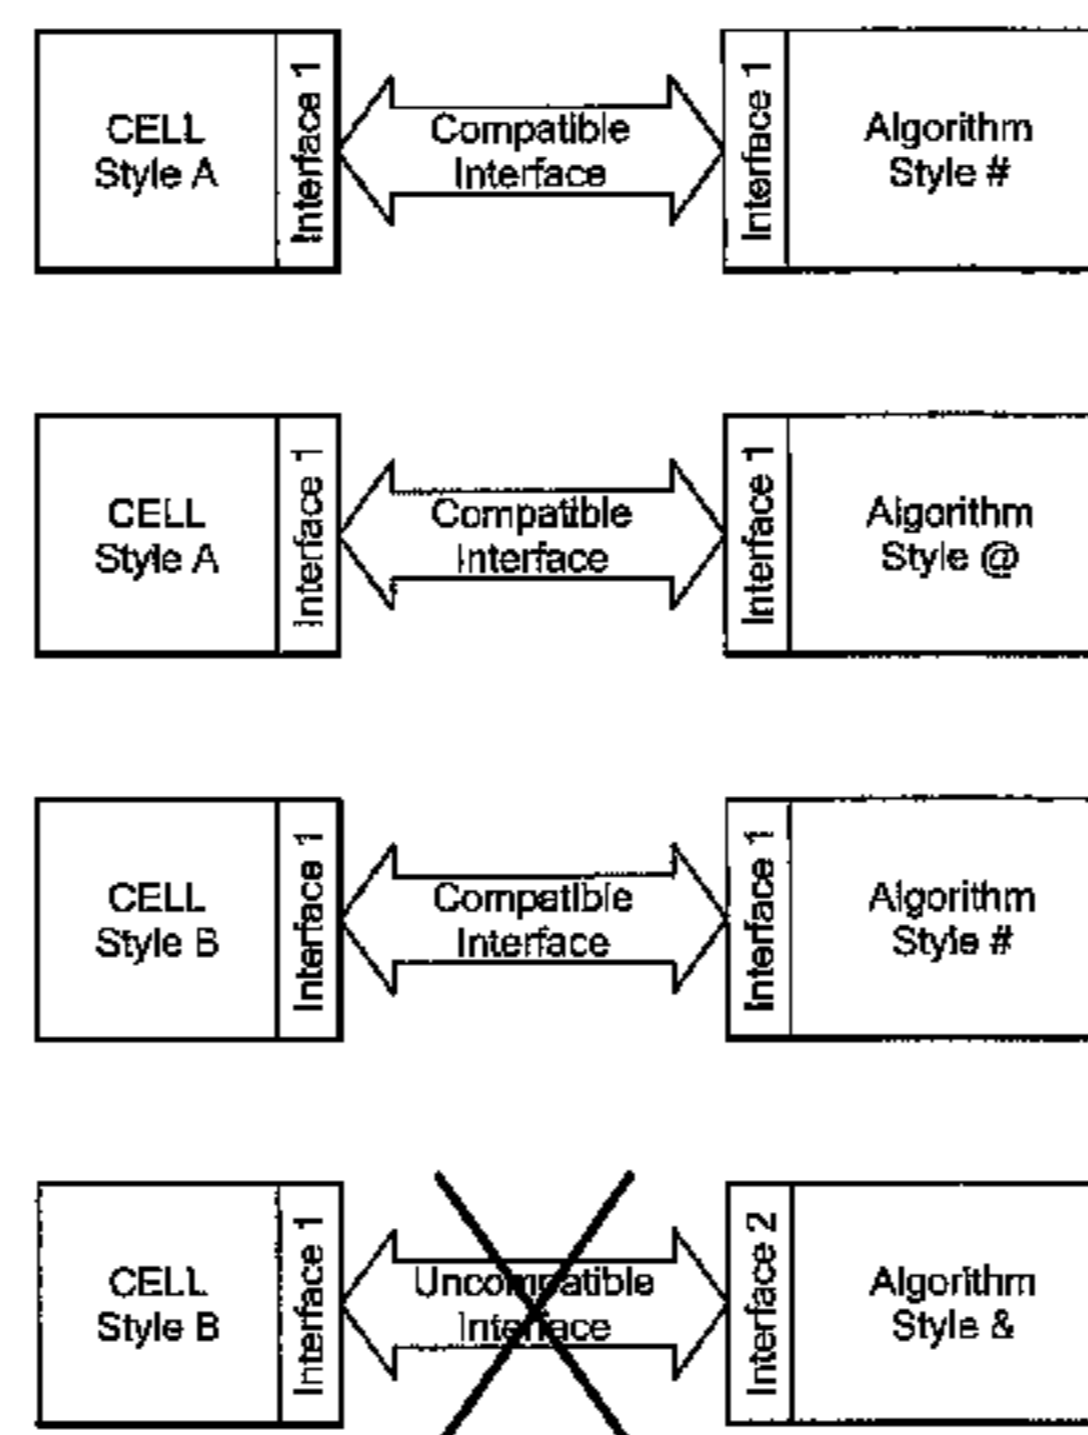 CELL
Style A
Interface 1
Compatible
Interface
Interface 1
Algorithm
Style #
CELL
Style A
Interface 1
Compatible
Interface
Interface 1
Algorithm
Style @
CELL
Style B
Interface 1
Compatible
Interface
Interface 1
Algorithm
Style #
CELL
Style B
Interface 1
Uncompatible
Interface
Interface 2
Algorithm
Style &